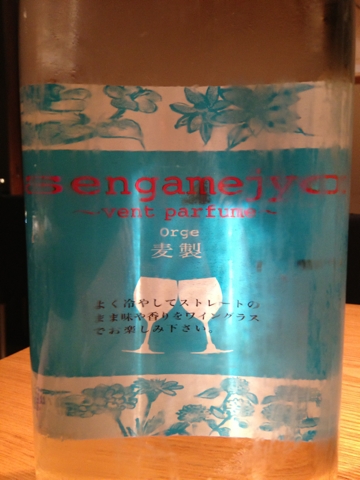 sengamejyo
～vent parfume～
Orge
麦製
よく冷やしてストレートの
まま味や香りをワイングラス
でお楽しみ下さい。